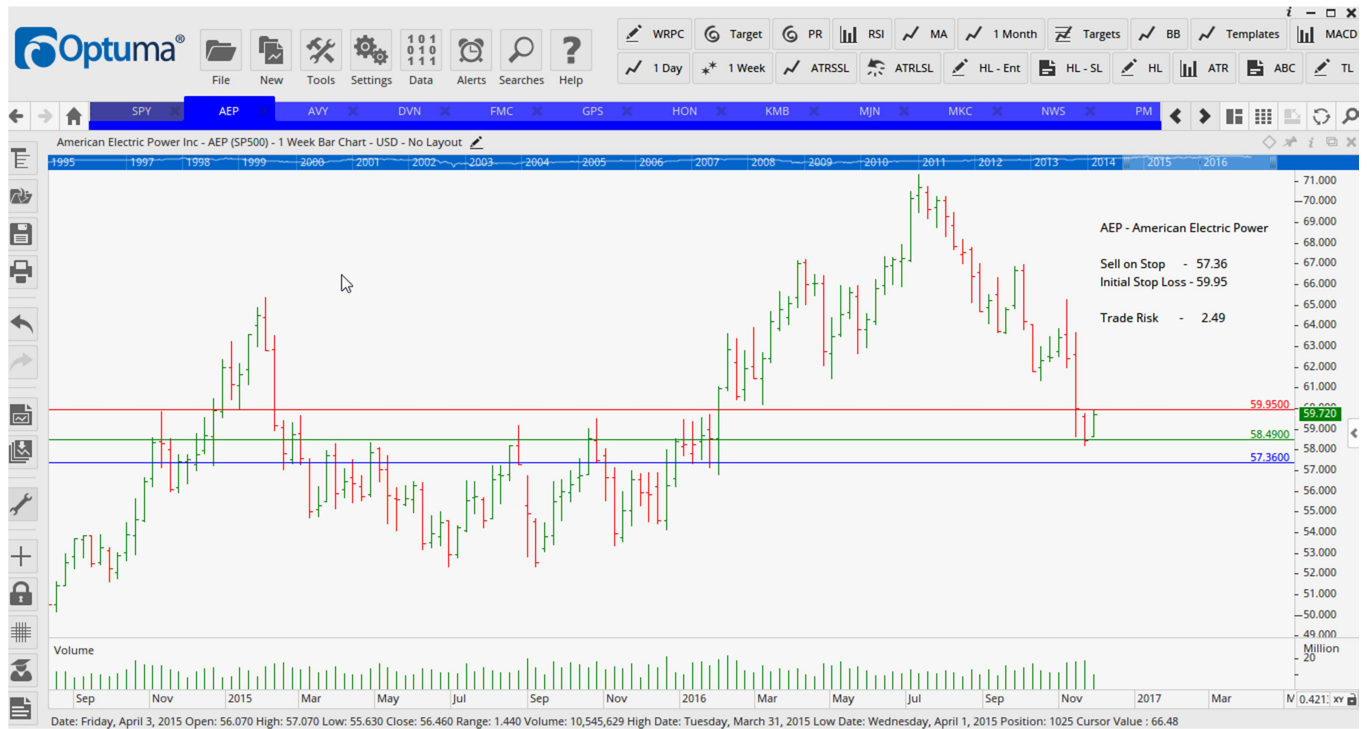 i
Optuma®
File New Tools Settings Data Alerts Searches Help
101
010
111
WRPC Target PR RSI MA 1 Month Targets BB Templates MACD
1 Day 1 Week ATRSSL ATRLSL HL - Ent HL - SL HL ATR ABC TL
SPY AEP AVY DVN FMC GPS HON KMB MJN MKC NWS PM
American Electric Power Inc - AEP (SP500) - 1 Week Bar Chart - USD - No Layout
1995 1997 1998 1999 2000 2001 2002 2003 2004 2005 2006 2007 2008 2009 2010 2011 2012 2013 2014 2015 2016
71.000
70.000
69.000
68.000
67.000
66.000
65.000
64.000
63.000
62.000
61.000
59.720
59.000
58.000
57.000
56.000
55.000
54.000
53.000
52.000
51.000
50.000
49.000
AEP - American Electric Power
Sell on Stop - 57.36
Initial Stop Loss - 59.95
Trade Risk - 2.49
59.9500
58.4900
57.3600
Volume
Million
20
Sep Nov 2015 Mar May Jul Sep Nov 2016 Mar May Jul Sep Nov 2017 Mar M 0.421 XY
Date: Friday, April 3, 2015 Open: 56.070 High: 57.070 Low: 55.630 Close: 56.460 Range: 1.440 Volume: 10,545,629 High Date: Tuesday, March 31, 2015 Low Date: Wednesday, April 1, 2015 Position: 1025 Cursor Value : 66.48